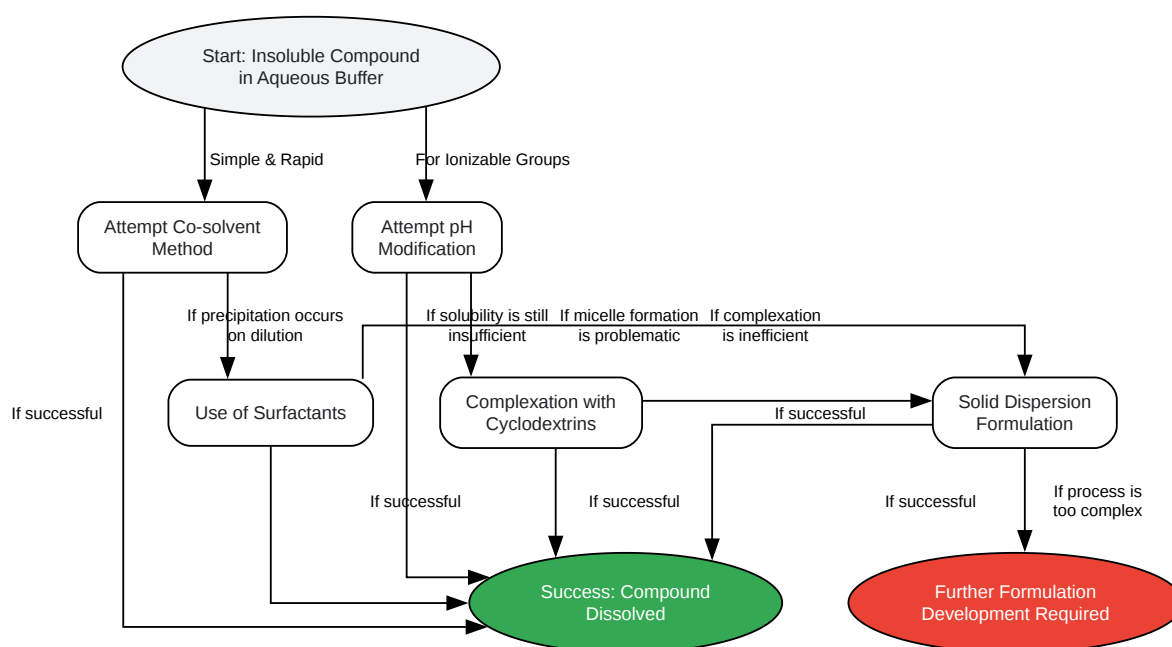 Start: Insoluble Compound
in Aqueous Buffer
Simple & Rapid
For Ionizable Groups
Attempt Co-solvent
Method
Attempt pH
Modification
If precipitation occurs
on dilution
If solubility is still
insufficient
If micelle formation
is problematic
If complexation
is inefficient
If successful
Use of Surfactants
Complexation with
Cyclodextrins
If successful
Solid Dispersion
Formulation
If successful
If successful
If successful
If process is
too complex
Success: Compound
Dissolved
Further Formulation
Development Required